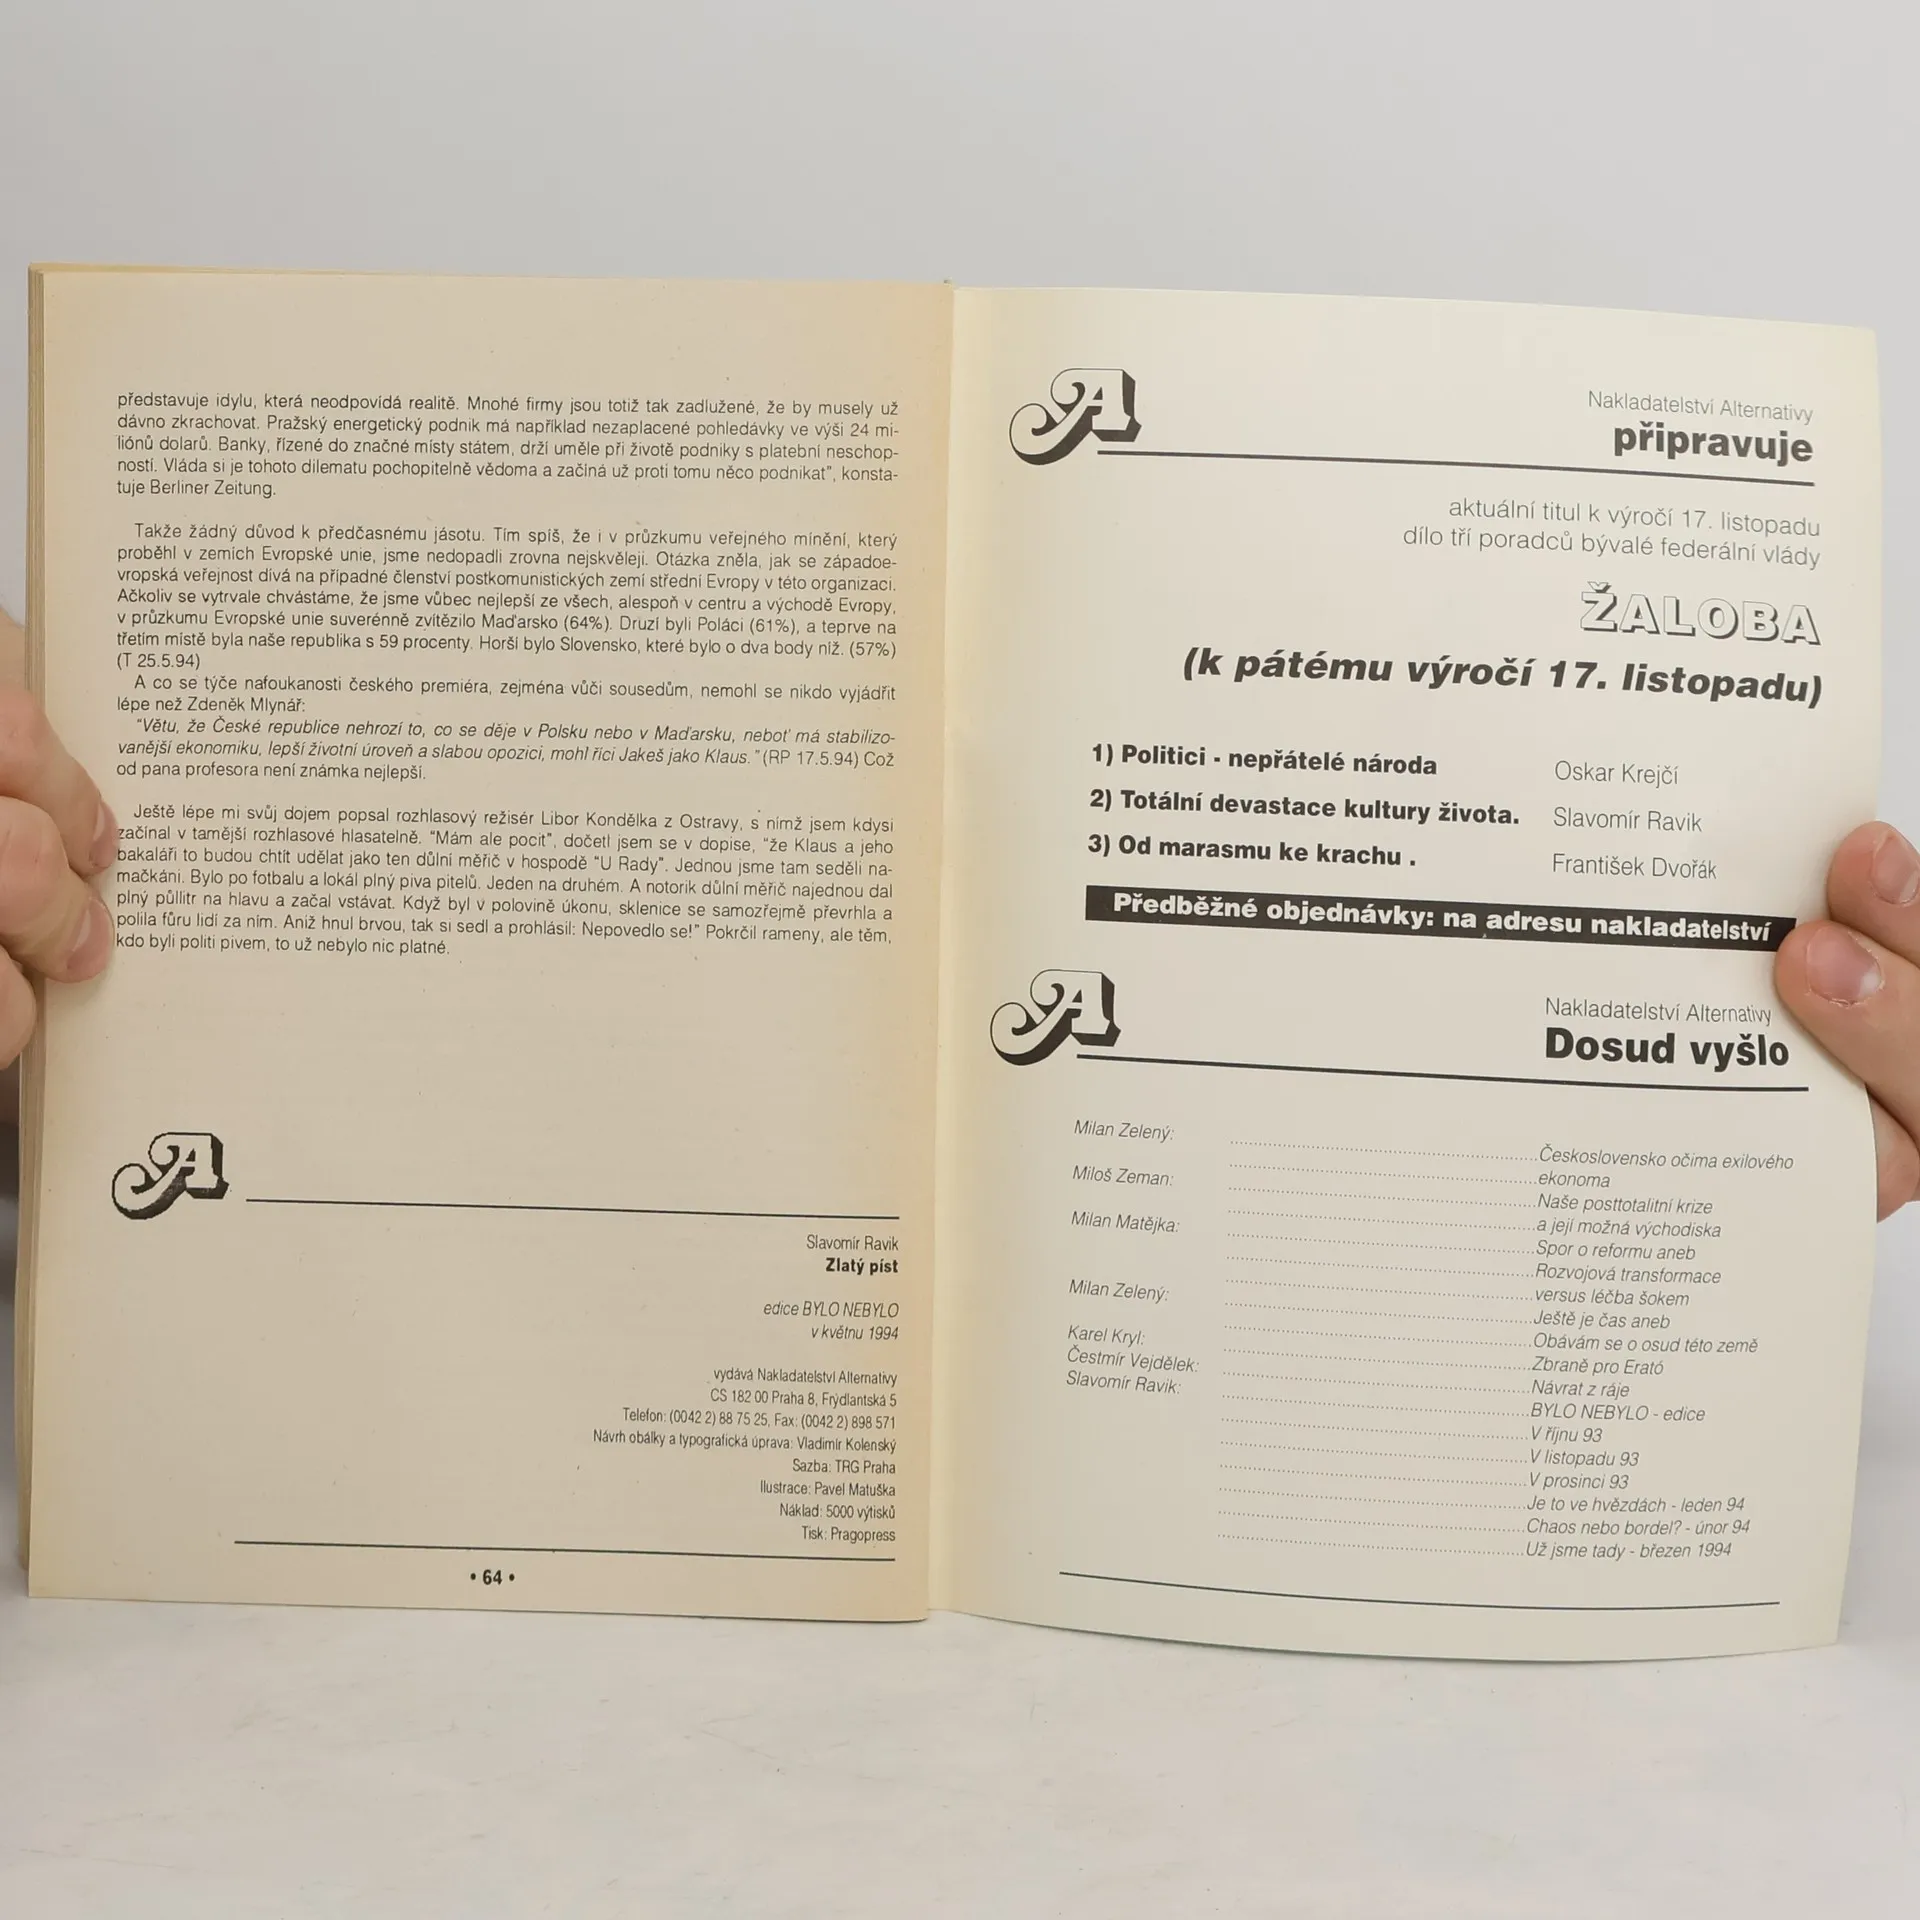 představuje idylu, která neodpovídá realitě. Mnohé firmy jsou totiž tak zadlužené, že by musely už
dávno zkrachovat. Pražský energetický podnik má například nezaplacené pohledávky ve výši 24 mi-
liónů dolarů. Banky, řízené do značné místy státem, drží uměle při životě podniky s platební neschop-
ností. Vláda si je tohoto dilematu pochopitelně vědoma a začíná už proti tomu něco podnikat", konsta-
tuje Berliner Zeitung.
Takže žádný důvod k předčasnému jásotu. Tím spíš, že i v průzkumu veřejného mínění, který
proběhl v zemích Evropské unie, jsme nedopadli zrovna nejskvěleji. Otázka zněla, jak se západoe-
vropská veřejnost dívá na případné členství postkomunistických zemí střední Evropy v této organizaci.
Ačkoliv se vytrvale chvástáme, že jsme vůbec nejlepší ze všech, alespoň v centru a východě Evropy,
v průzkumu Evropské unie suverénně zvítězilo Maďarsko (64%). Druzí byli Poláci (61%), a teprve na
třetím místě byla naše republika s 59 procenty. Horší bylo Slovensko, které bylo o dva body níž. (57%)
(T 25.5.94)
A co se týče nafoukanosti českého premiéra, zejména vůči sousedům, nemohl se nikdo vyjádřit
lépe než Zdeněk Mlynář:
"Větu, že České republice nehrozí to, co se děje v Polsku nebo v Maďarsku, neboť má stabilizo-
vanější ekonomiku, lepší životní úroveň a slabou opozici, mohl říci Jakeš jako Klaus." (RP 17.5.94) Což
od pana profesora není známka nejlepší.
Ještě lépe mi svůj dojem popsal rozhlasový režisér Libor Kondělka z Ostravy, s nímž jsem kdysi
začínal v tamější rozhlasové hlasatelně. "Mám ale pocit", dočetl jsem se v dopise, "že Klaus a jeho
bakaláři to budou chtít udělat jako ten důlní měřič v hospodě "U Rady". Jednou jsme tam seděli na-
mačkáni. Bylo po fotbalu a lokál plný piva pitelů. Jeden na druhém. A notorik důlní měřič najednou dal
plný půllitr na hlavu a začal vstávat. Když byl v polovině úkonu, sklenice se samozřejmě převrhla a
polila fůru lidí za ním. Aniž hnul brvou, tak si sedl a prohlásil: Nepovedlo se!" Pokrčil rameny, ale těm,
kdo byli politi pivem, to už nebylo nic platné.
A
Slavomír Ravik
Zlatý píst
edice BYLO NEBYLO
v květnu 1994
vydává Nakladatelství Alternativy
CS 182 00 Praha 8, Frýdlantská 5
Telefon: (0042 2) 88 75 25, Fax: (0042 2) 898 571
Návrh obálky a typografická úprava: Vladimír Kolenský
Sazba: TRG Praha
Ilustrace: Pavel Matuška
Náklad: 5000 výtisků
Tisk: Pragopress
• 64 •
A
Nakladatelství Alternativy
připravuje
aktuální titul k výročí 17. listopadu
dílo tří poradců bývalé federální vlády
ŽALOBA
(k pátému výročí 17. listopadu)
1) Politici - nepřátelé národa Oskar Krejčí
2) Totální devastace kultury života. Slavomír Ravik
3) Od marasmu ke krachu . František Dvořák
Předběžné objednávky: na adresu nakladatelství
A
Nakladatelství Alternativy
Dosud vyšlo
Milan Zelený: ........Československo očima exilového
........ekonoma
Miloš Zeman: ........Naše posttotalitní krize
........a její možná východiska
Milan Matějka: ........Spor o reformu aneb
........Rozvojová transformace
........versus léčba šokem
Milan Zelený: ........Ještě je čas aneb
........Obávám se o osud této země
Karel Kryl: ........Zbraně pro Erató
Čestmír Vejdělek: ........Návrat z ráje
Slavomír Ravik: ........BYLO NEBYLO - edice
........V říjnu 93
........V listopadu 93
........V prosinci 93
........Je to ve hvězdách - leden 94
........Chaos nebo bordel? - únor 94
........Už jsme tady - březen 1994